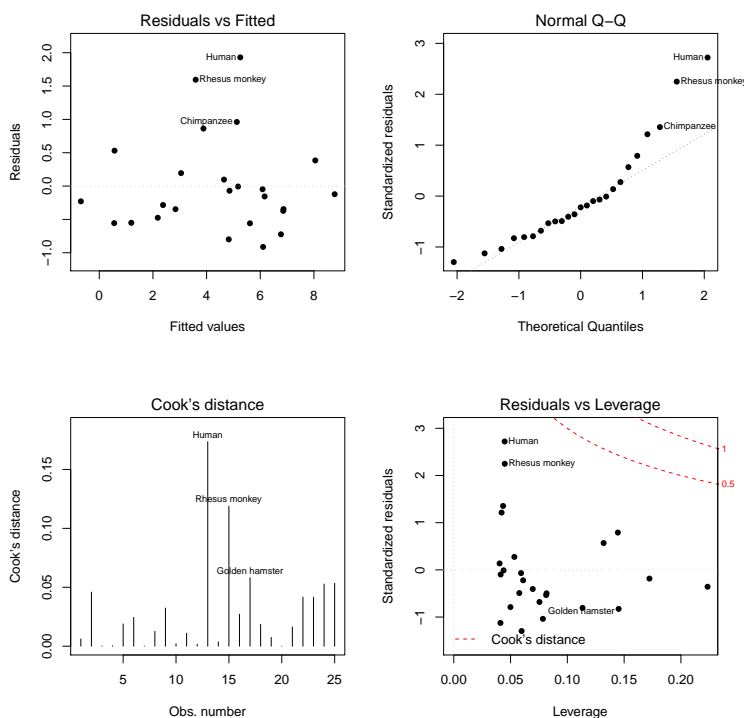 Residuals vs Fitted
Residuals
2.0
1.5
1.0
0.5
0.0
−1.0
Human
Rhesus monkey
Chimpanzee
0 2 4 6 8
Fitted values
Normal Q−Q
Standardized residuals
3
2
1
0
−1
Human
Rhesus monkey
Chimpanzee
−2 −1 0 1 2
Theoretical Quantiles
Cook's distance
Cook's distance
0.15
0.10
0.05
0.00
Human
Rhesus monkey
Golden hamster
5 10 15 20 25
Obs. number
Residuals vs Leverage
Standardized residuals
3
2
1
0
−1
Human
Rhesus monkey
1
0.5
Golden hamster
Cook's distance
0.00 0.05 0.10 0.15 0.20
Leverage